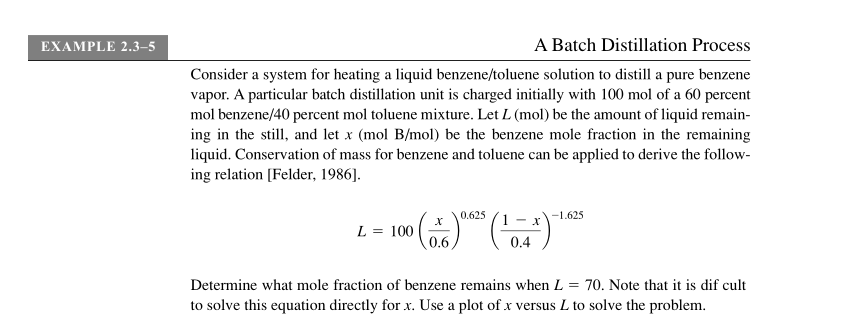 EXAMPLE 2.3–5
A Batch Distillation Process
Consider a system for heating a liquid benzene/toluene solution to distill a pure benzene
vapor. A particular batch distillation unit is charged initially with 100 mol of a 60 percent
mol benzene/40 percent mol toluene mixture. Let L (mol) be the amount of liquid remain-
ing in the still, and let x (mol B/mol) be the benzene mole fraction in the remaining
liquid. Conservation of mass for benzene and toluene can be applied to derive the follow-
ing relation [Felder, 1986].
L = 100 (x/0.6)^0.625 ((1 − x)/0.4)^−1.625
Determine what mole fraction of benzene remains when L = 70. Note that it is dif cult
to solve this equation directly for x. Use a plot of x versus L to solve the problem.